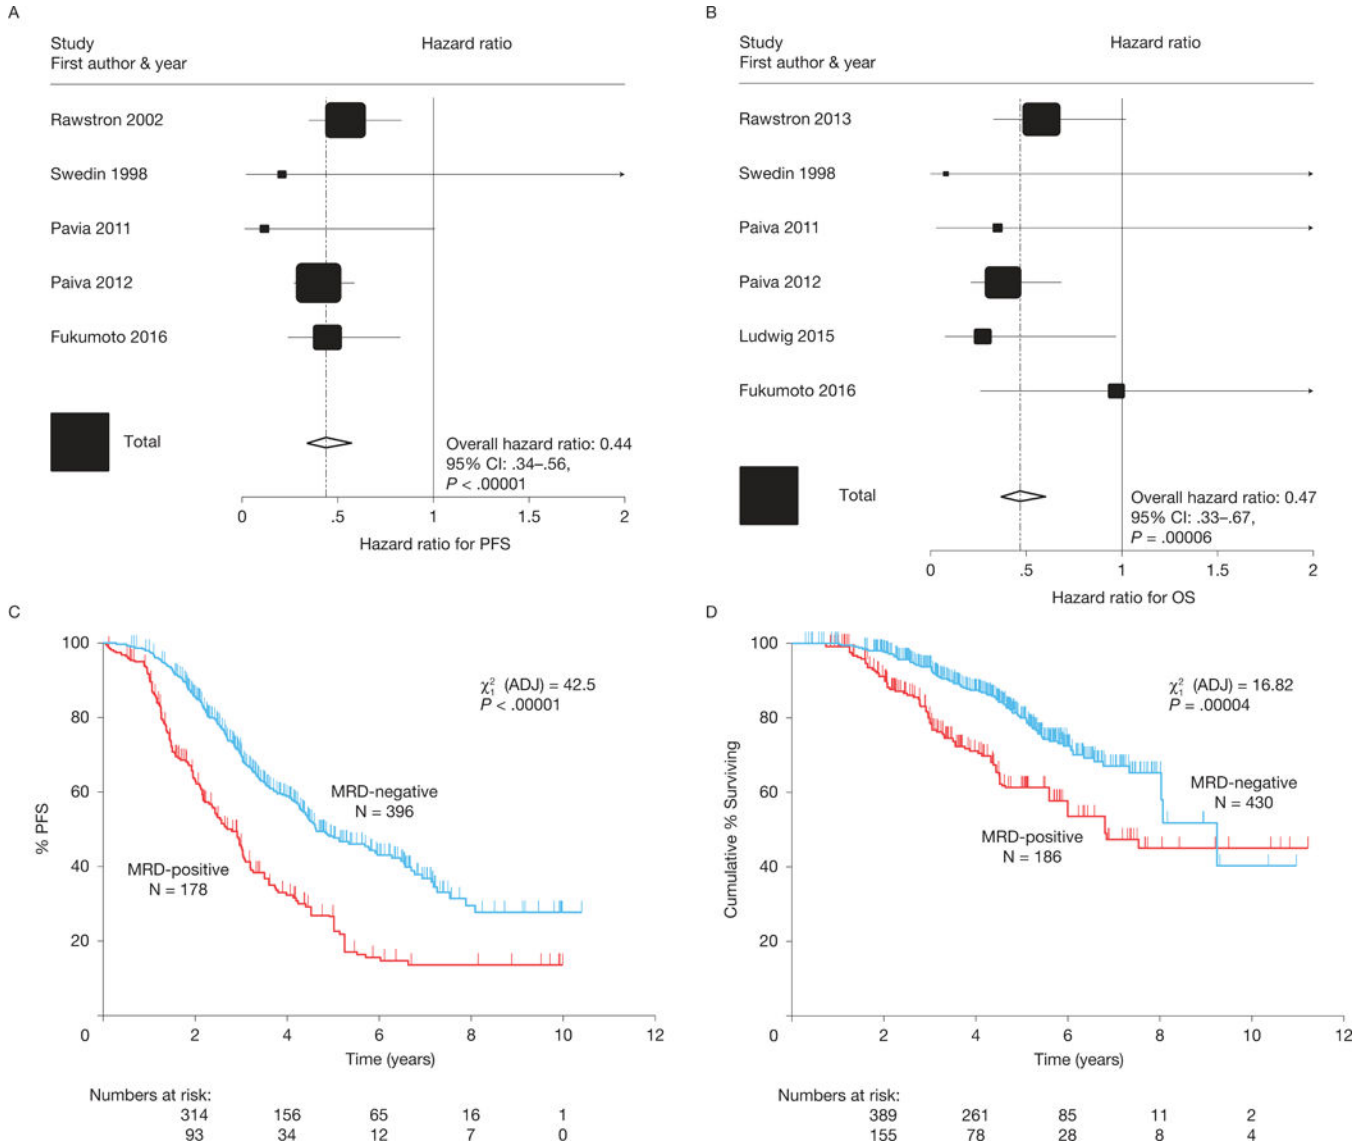 A
Study
First author & year
Hazard ratio
Rawstron 2002
Swedin 1998
Pavia 2011
Paiva 2012
Fukumoto 2016
Total
Overall hazard ratio: 0.44
95% CI: .34–.56,
P < .00001
0 .5 1 1.5 2
Hazard ratio for PFS
B
Study
First author & year
Hazard ratio
Rawstron 2013
Swedin 1998
Paiva 2011
Paiva 2012
Ludwig 2015
Fukumoto 2016
Total
Overall hazard ratio: 0.47
95% CI: .33–.67,
P = .00006
0 .5 1 1.5 2
Hazard ratio for OS
C
100
80
60
40
20
% PFS
χ²₁ (ADJ) = 42.5
P < .00001
MRD-negative
N = 396
MRD-positive
N = 178
0 2 4 6 8 10 12
Time (years)
Numbers at risk:
314 156 65 16 1
93 34 12 7 0
D
100
80
60
40
20
Cumulative % Surviving
χ²₁ (ADJ) = 16.82
P = .00004
MRD-negative
N = 430
MRD-positive
N = 186
0 2 4 6 8 10 12
Time (years)
Numbers at risk:
389 261 85 11 2
155 78 28 8 4